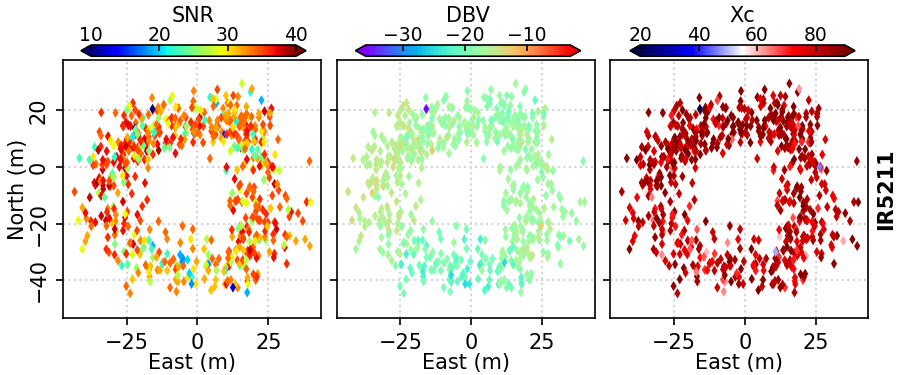 SNR DBV Xc
10 20 30 40 −30 −20 −10 20 40 60 80
20
0
−20
−40
North (m)
−25 0 25 −25 0 25 −25 0 25
East (m) East (m) East (m)
IR5211